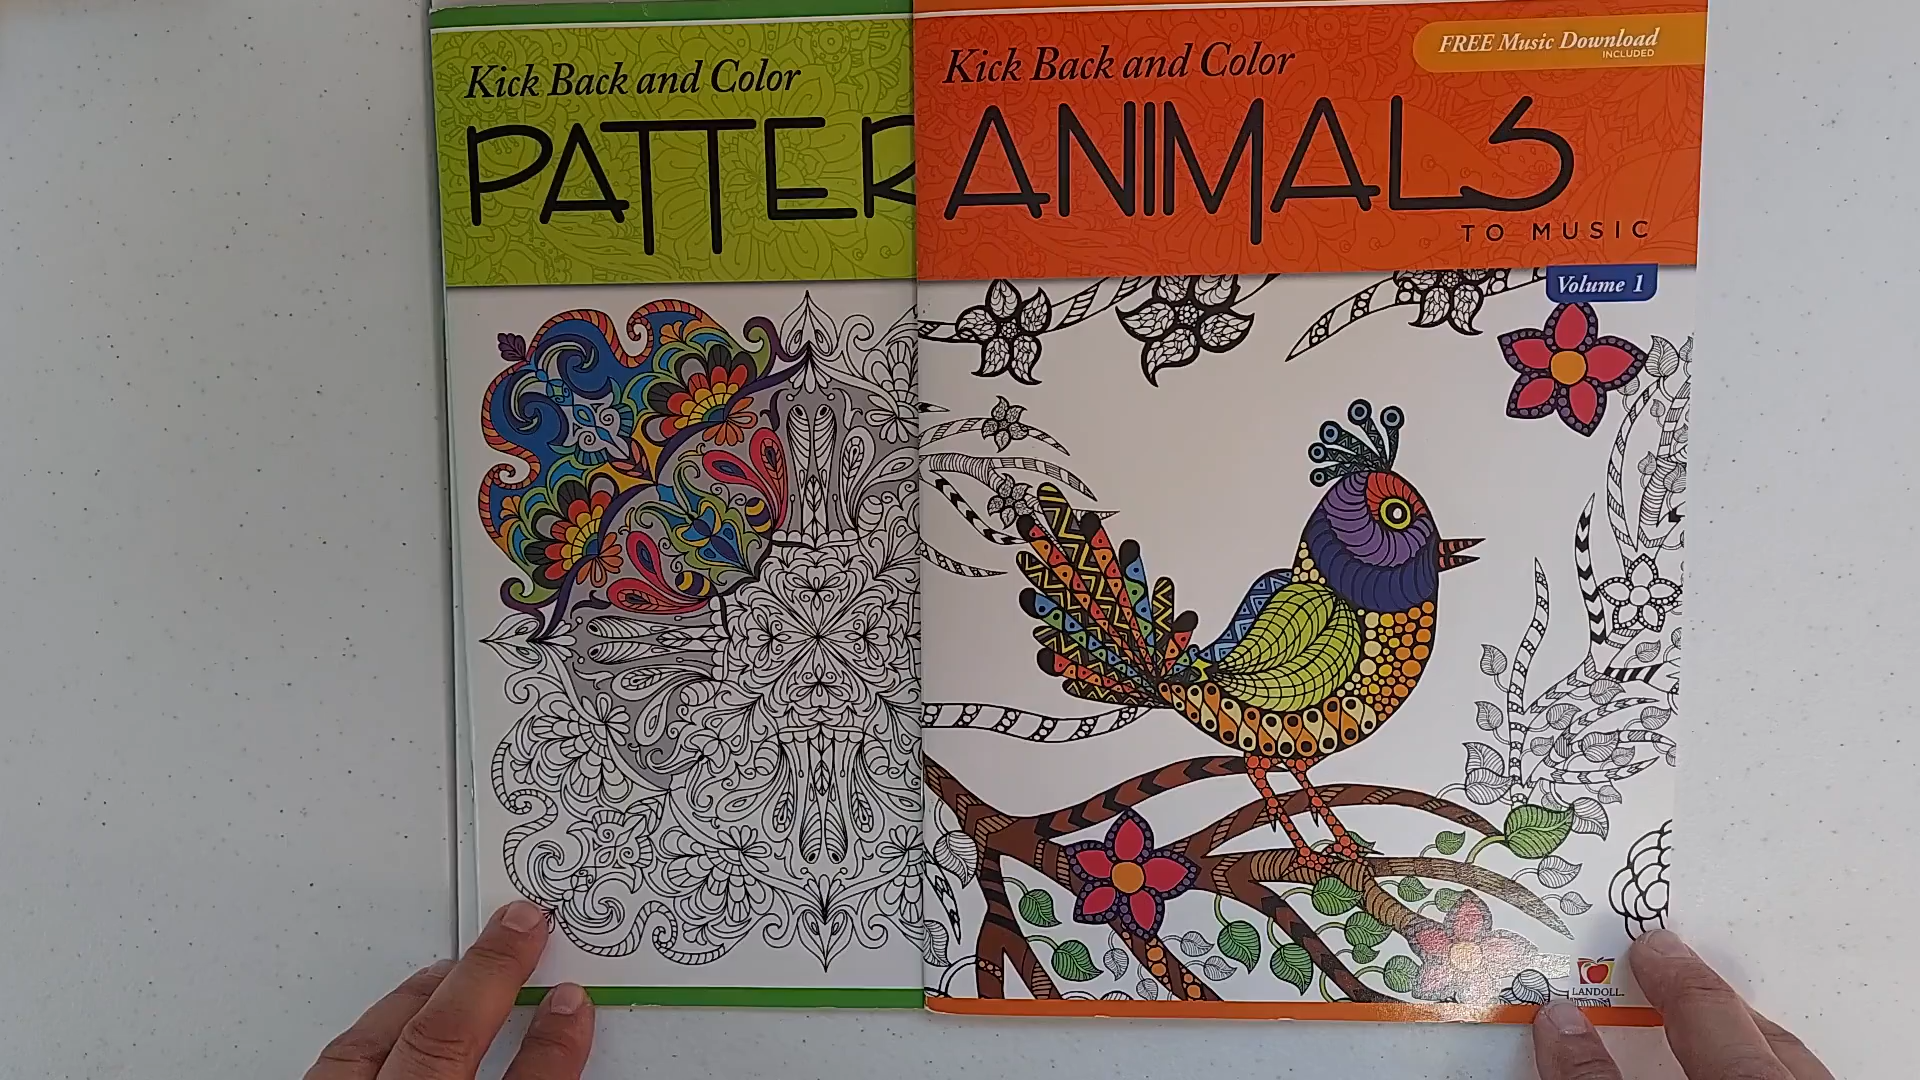 Kick Back and Color
PATTER
Kick Back and Color
FREE Music Download
INCLUDED
ANIMALS
TO MUSIC
Volume 1
LANDOLL.